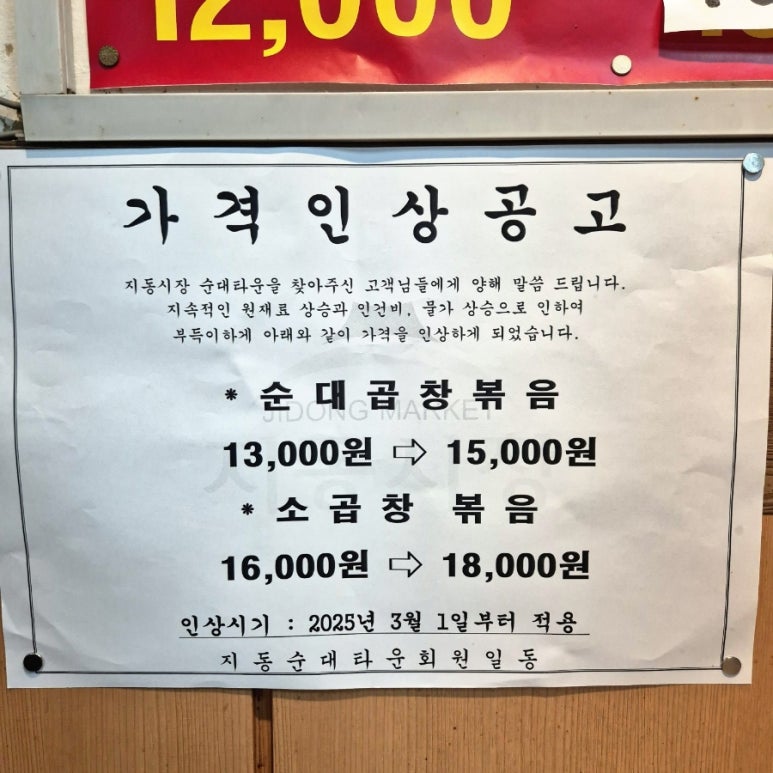 12,000
가격인상공고
지동시장 순대타운을 찾아주신 고객님들에게 양해 말씀 드립니다.
지속적인 원재료 상승과 인건비, 물가 상승으로 인하여
부득이하게 아래와 같이 가격을 인상하게 되었습니다.
* 순대곱창볶음
JIDONG MARKET
13,000원 ⇨ 15,000원
* 소곱창 볶음
16,000원 ⇨ 18,000원
인상시기 : 2025년 3월 1일부터 적용
지동순대타운회원일동